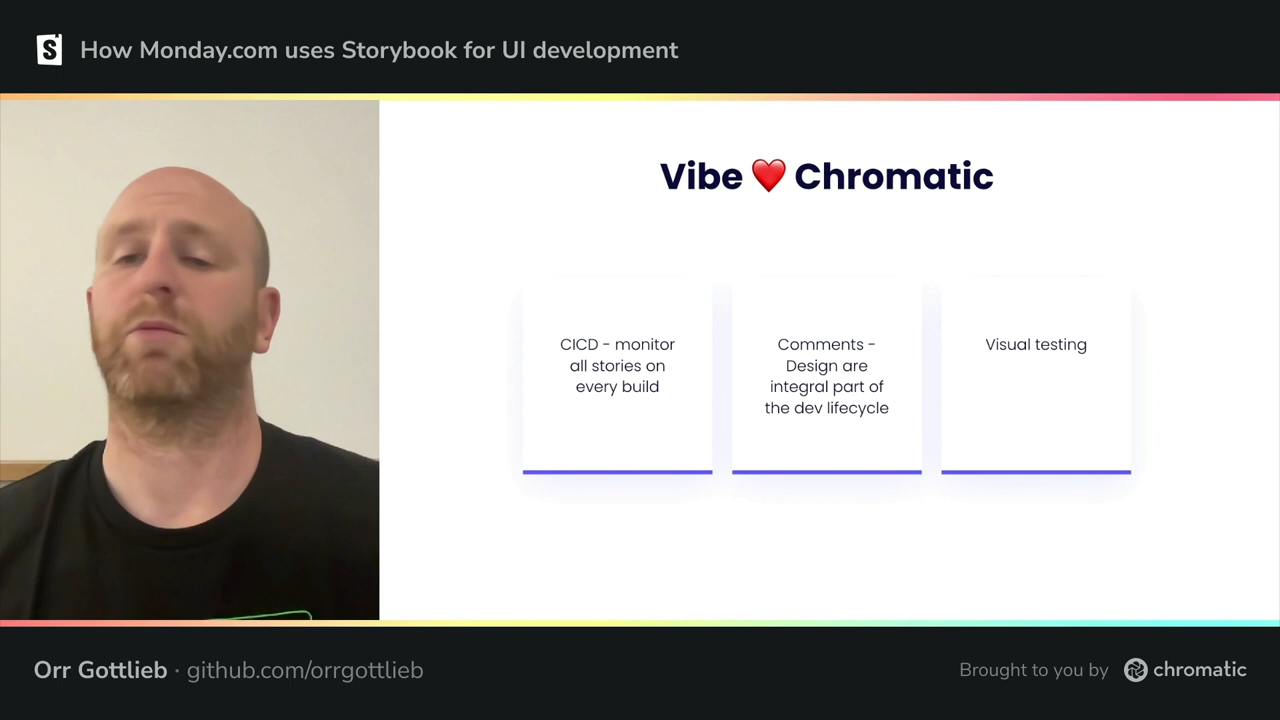 S How Monday.com uses Storybook for UI development
Vibe ❤️ Chromatic
CICD - monitor
all stories on
every build
Comments -
Design are
integral part of
the dev lifecycle
Visual testing
Orr Gottlieb · github.com/orrgottlieb
Brought to you by chromatic